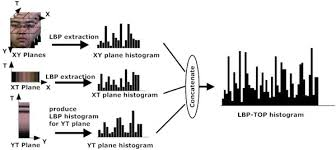 T
X
Y
XY Planes
LBP extraction
XY plane histogram
T
X
XT Plane
LBP extraction
XT plane histogram
T
Y
YT Plane
produce
LBP histogram
for YT plane
YT plane histogram
Concatenate
LBP-TOP histogram